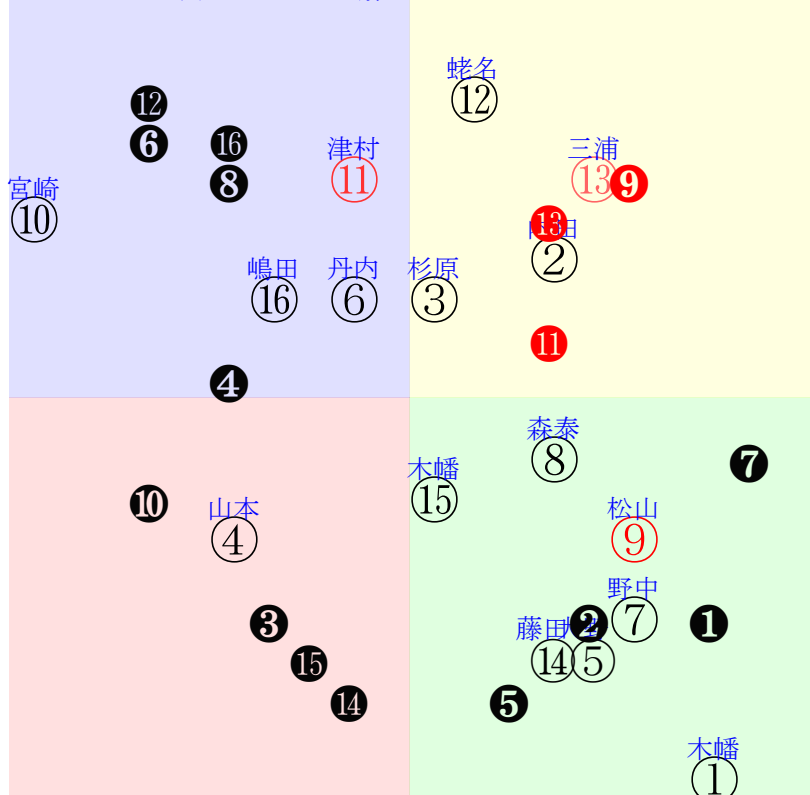 蛯名
⑫
⓬
❻
⓰
津村
三浦
❽
⑪
⑬
❾
宮崎
⑩
⓭
②
嶋田
丹内
杉原
⑯
⑥
③
⓫
❹
森泰
⑧
木幡
❼
⑮
❿
山本
松山
④
⑨
野中
❸
藤田
❷
⑦
❶
⓯
⑭
⑤
⓮
❺
木幡
①